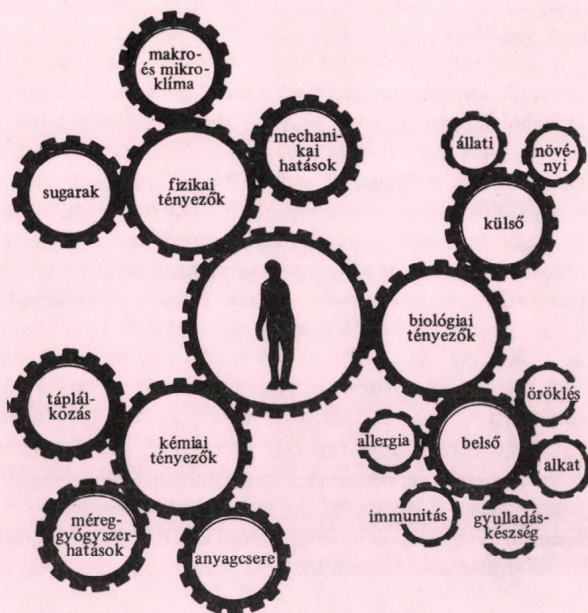 makro-
és mikro-
klíma
mechani-
kai
hatások
sugarak
fizikai
tényezők
állati
növé-
nyi
külső
biológiai
tényezők
táplál-
kozás
kémiai
tényezők
méreg-
gyógyszer-
hatások
anyagcsere
öröklés
allergia
belső
alkat
immunitás
gyulladás-
készség